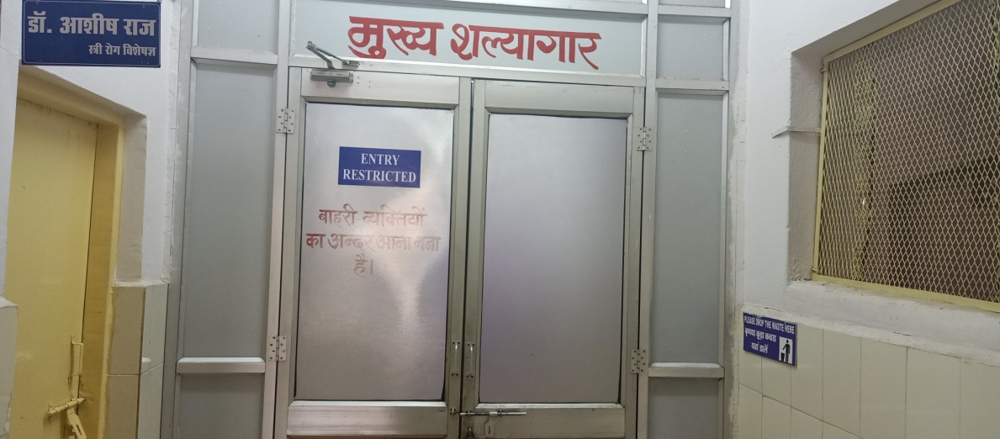 डॉ. आशीष राज
स्त्री रोग विशेषज्ञ
मुख्य शल्यागार
ENTRY
RESTRICTED
बाहरी व्यक्तियों
का अन्दर आना मना
है।
PLEASE DROP THE WASTE HERE
कृपया कूड़ा कचरा
यहां डालें